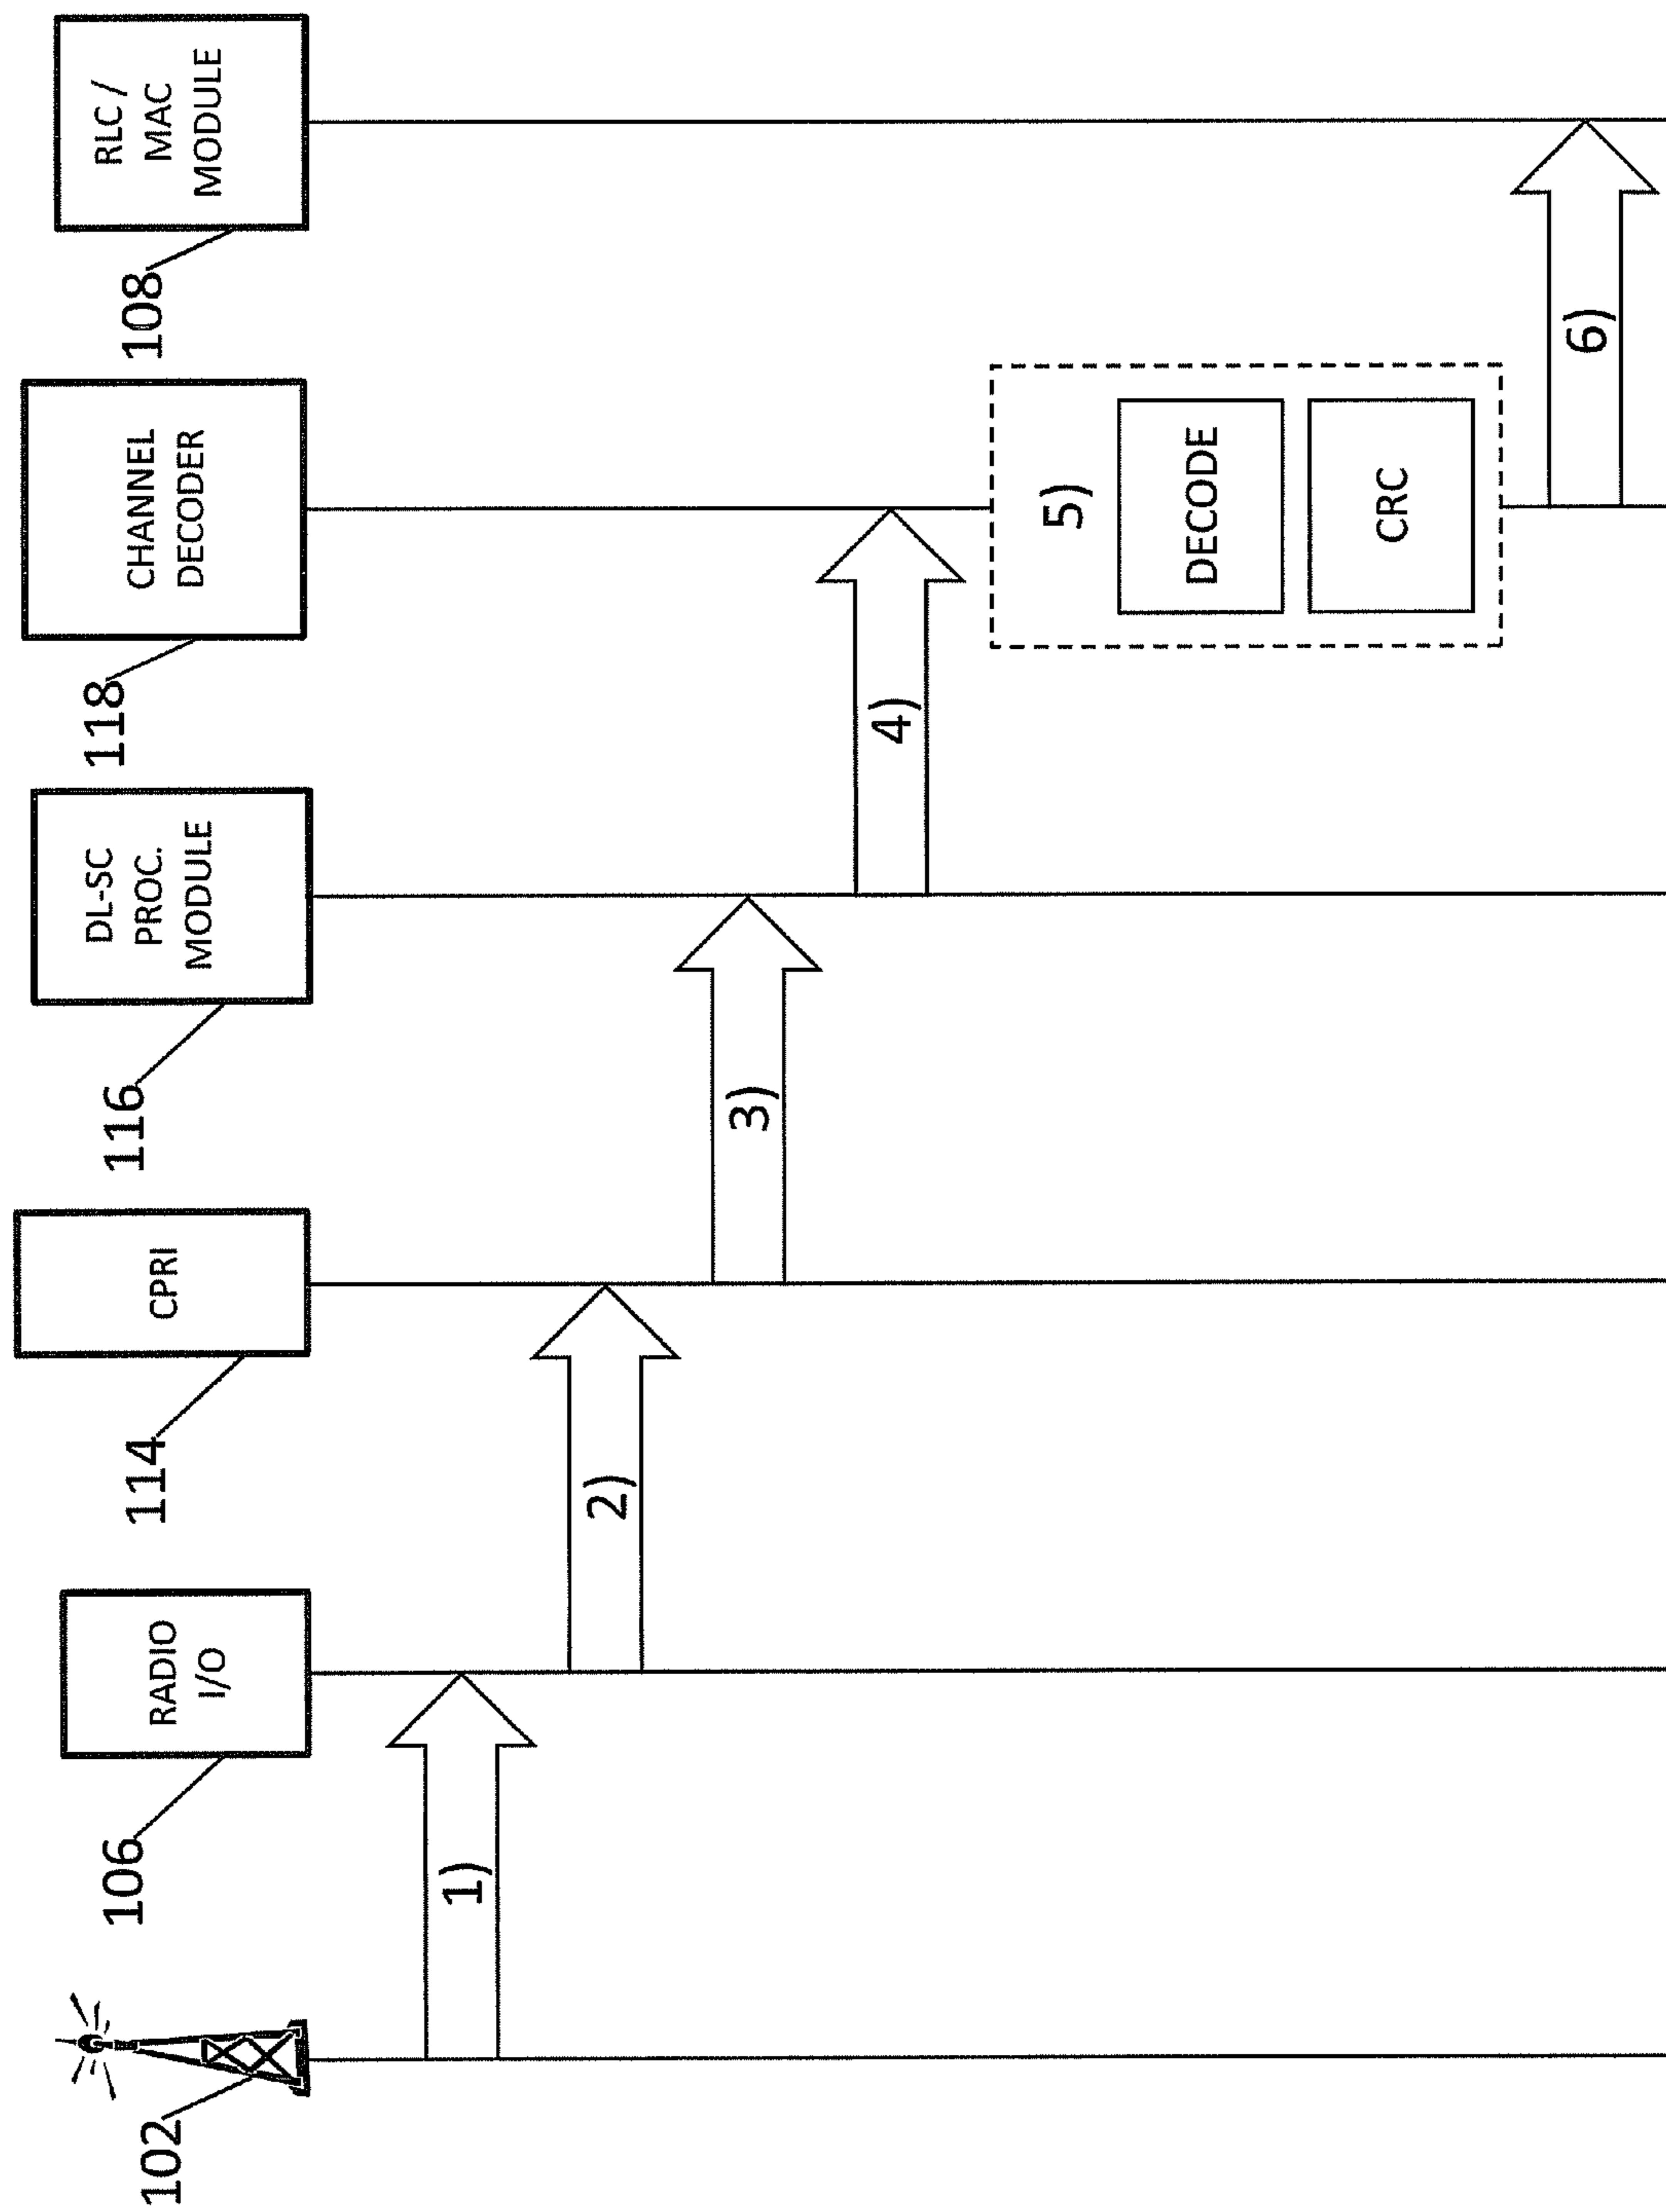 102
106
RADIO
I/O
114
CPRI
116
DL-SC
PROC.
MODULE
118
CHANNEL
DECODER
108
RLC /
MAC
MODULE
1)
2)
3)
4)
5)
DECODE
CRC
6)